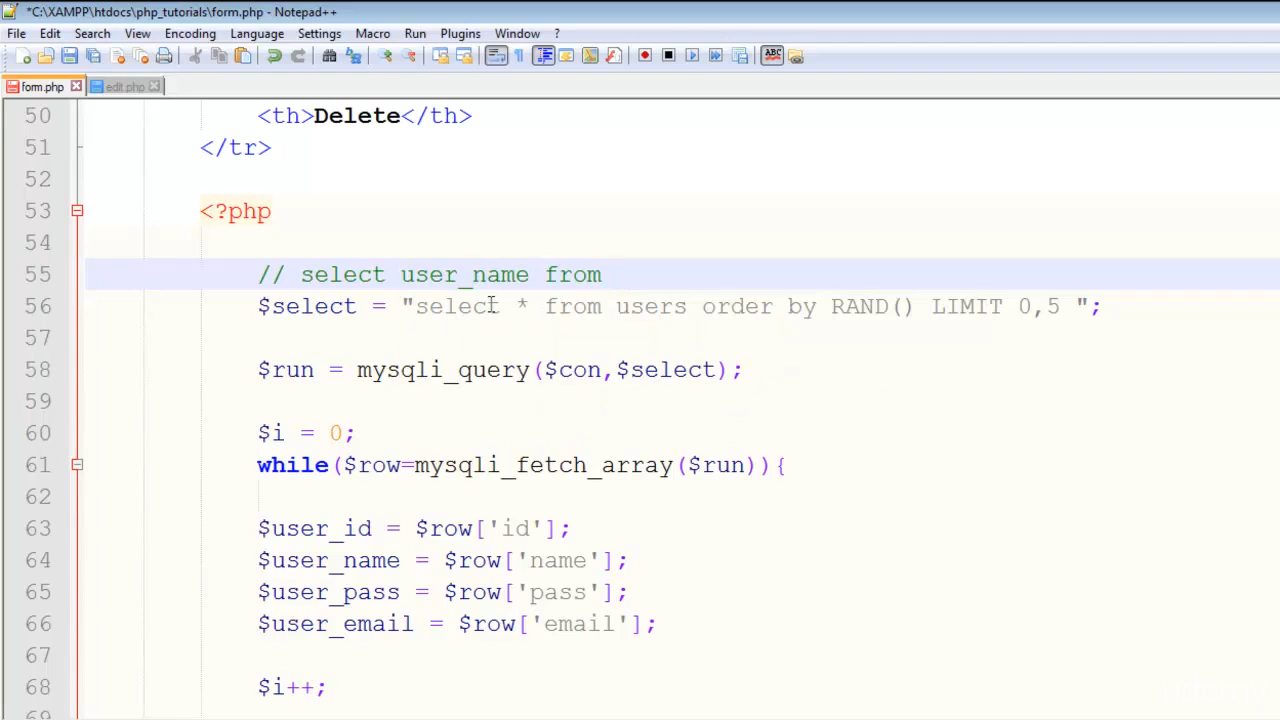 *C:\XAMPP\htdocs\php_tutorials\form.php - Notepad++
File Edit Search View Encoding Language Settings Macro Run Plugins Window ?
form.php edit.php
50 <th>Delete</th>
51 </tr>
52
53 <?php
54
55 // select user_name from
56 $select = "select * from users order by RAND() LIMIT 0,5 ";
57
58 $run = mysqli_query($con,$select);
59
60 $i = 0;
61 while($row=mysqli_fetch_array($run)){
62
63 $user_id = $row['id'];
64 $user_name = $row['name'];
65 $user_pass = $row['pass'];
66 $user_email = $row['email'];
67
68 $i++;
69